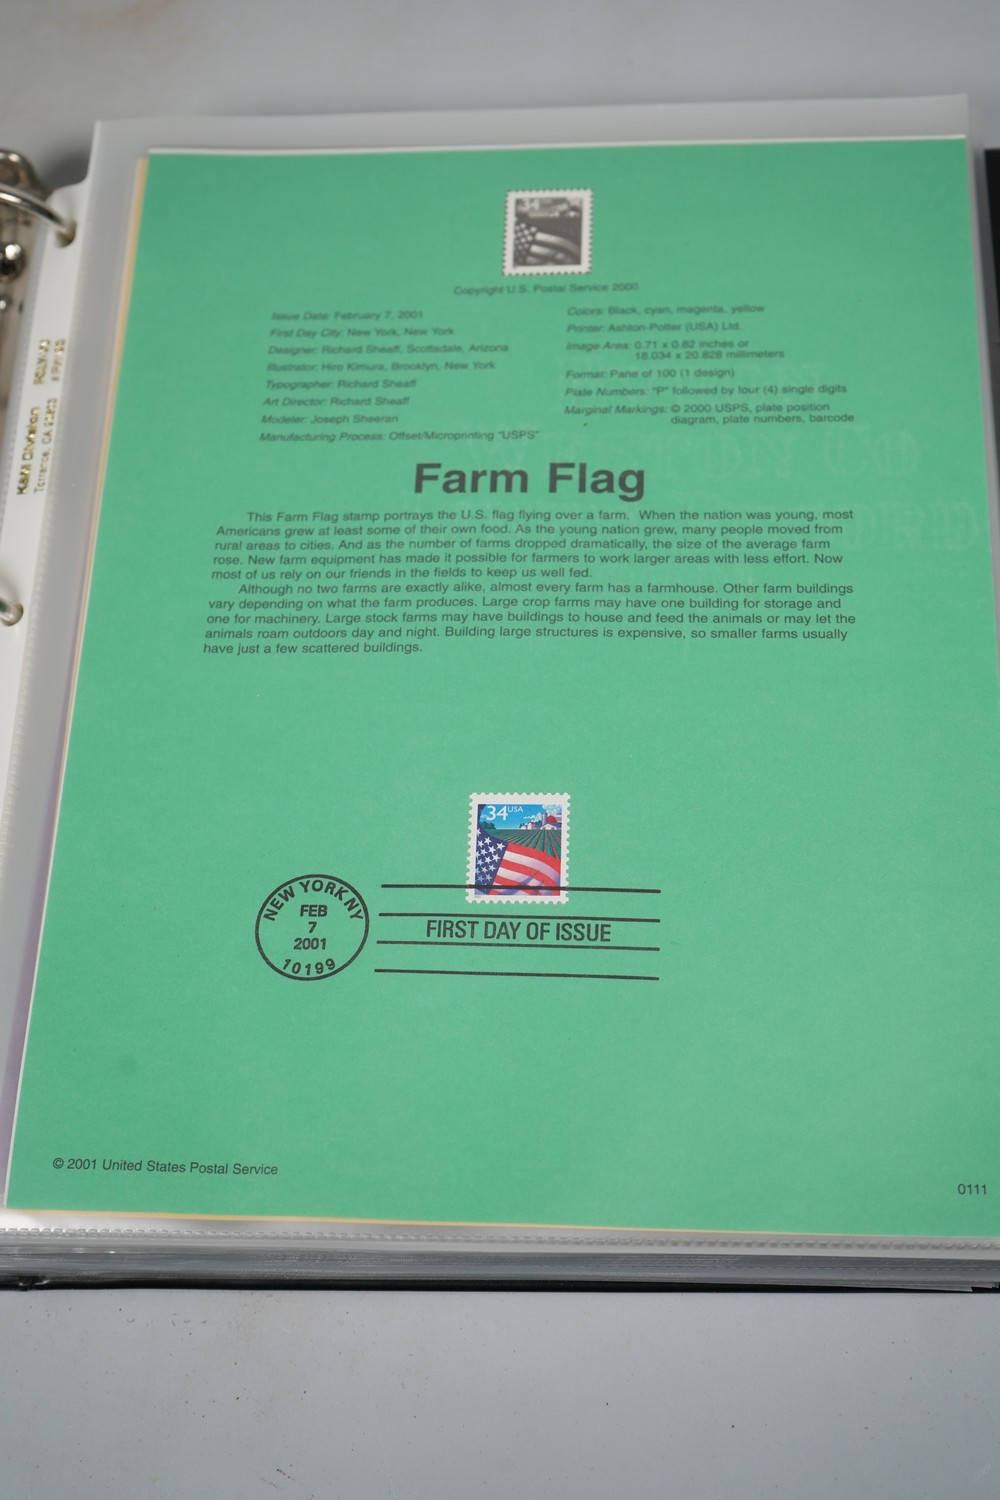 34
Copyright U.S. Postal Service 2000
Issue Date: February 7, 2001
First Day City: New York, New York
Designer: Richard Sheaff, Scottsdale, Arizona
Illustrator: Hiro Kimura, Brooklyn, New York
Typographer: Richard Sheaff
Art Director: Richard Sheaff
Modeler: Joseph Sheeran
Manufacturing Process: Offset/Microprinting "USPS"
Colors: Black, cyan, magenta, yellow
Printer: Ashton-Potter (USA) Ltd.
Image Area: 0.71 x 0.82 inches or
18.034 x 20.828 millimeters
Format: Pane of 100 (1 design)
Plate Numbers: "P" followed by four (4) single digits
Marginal Markings: © 2000 USPS, plate position
diagram, plate numbers, barcode
Farm Flag
This Farm Flag stamp portrays the U.S. flag flying over a farm. When the nation was young, most
Americans grew at least some of their own food. As the young nation grew, many people moved from
rural areas to cities. And as the number of farms dropped dramatically, the size of the average farm
rose. New farm equipment has made it possible for farmers to work larger areas with less effort. Now
most of us rely on our friends in the fields to keep us well fed.
Although no two farms are exactly alike, almost every farm has a farmhouse. Other farm buildings
vary depending on what the farm produces. Large crop farms may have one building for storage and
one for machinery. Large stock farms may have buildings to house and feed the animals or may let the
animals roam outdoors day and night. Building large structures is expensive, so smaller farms usually
have just a few scattered buildings.
34 USA
NEW YORK NY
FEB
7
2001
10199
FIRST DAY OF ISSUE
© 2001 United States Postal Service
0111
Division
Torrance, CA